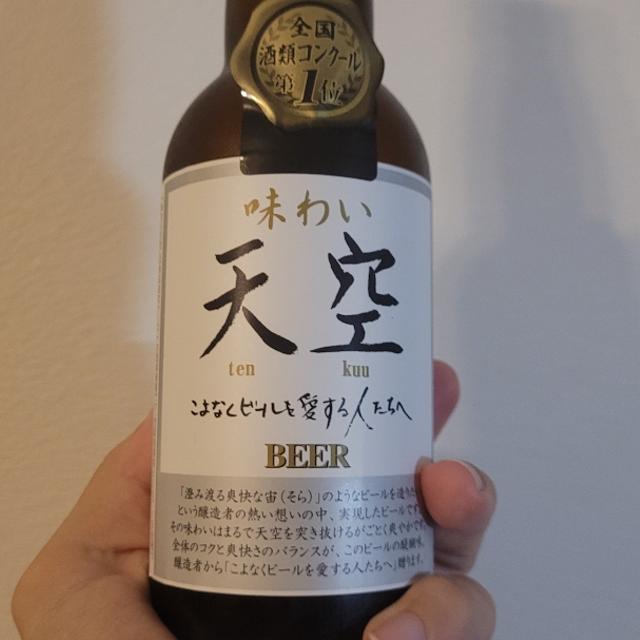 全国
酒類コンクール
第1位
味わい
天空
ten kuu
こよなくビールを愛する人たちへ
BEER
「澄み渡る爽快な宙(そら)」のようなビールを造りた
という醸造者の熱い想いの中、実現したビールです
その味わいはまるで天空を突き抜けるがごとく爽やかです
全体のコクと爽快さのバランスが、このビールの醍醐味。
醸造者から「こよなくビールを愛する人たちへ」贈ります。